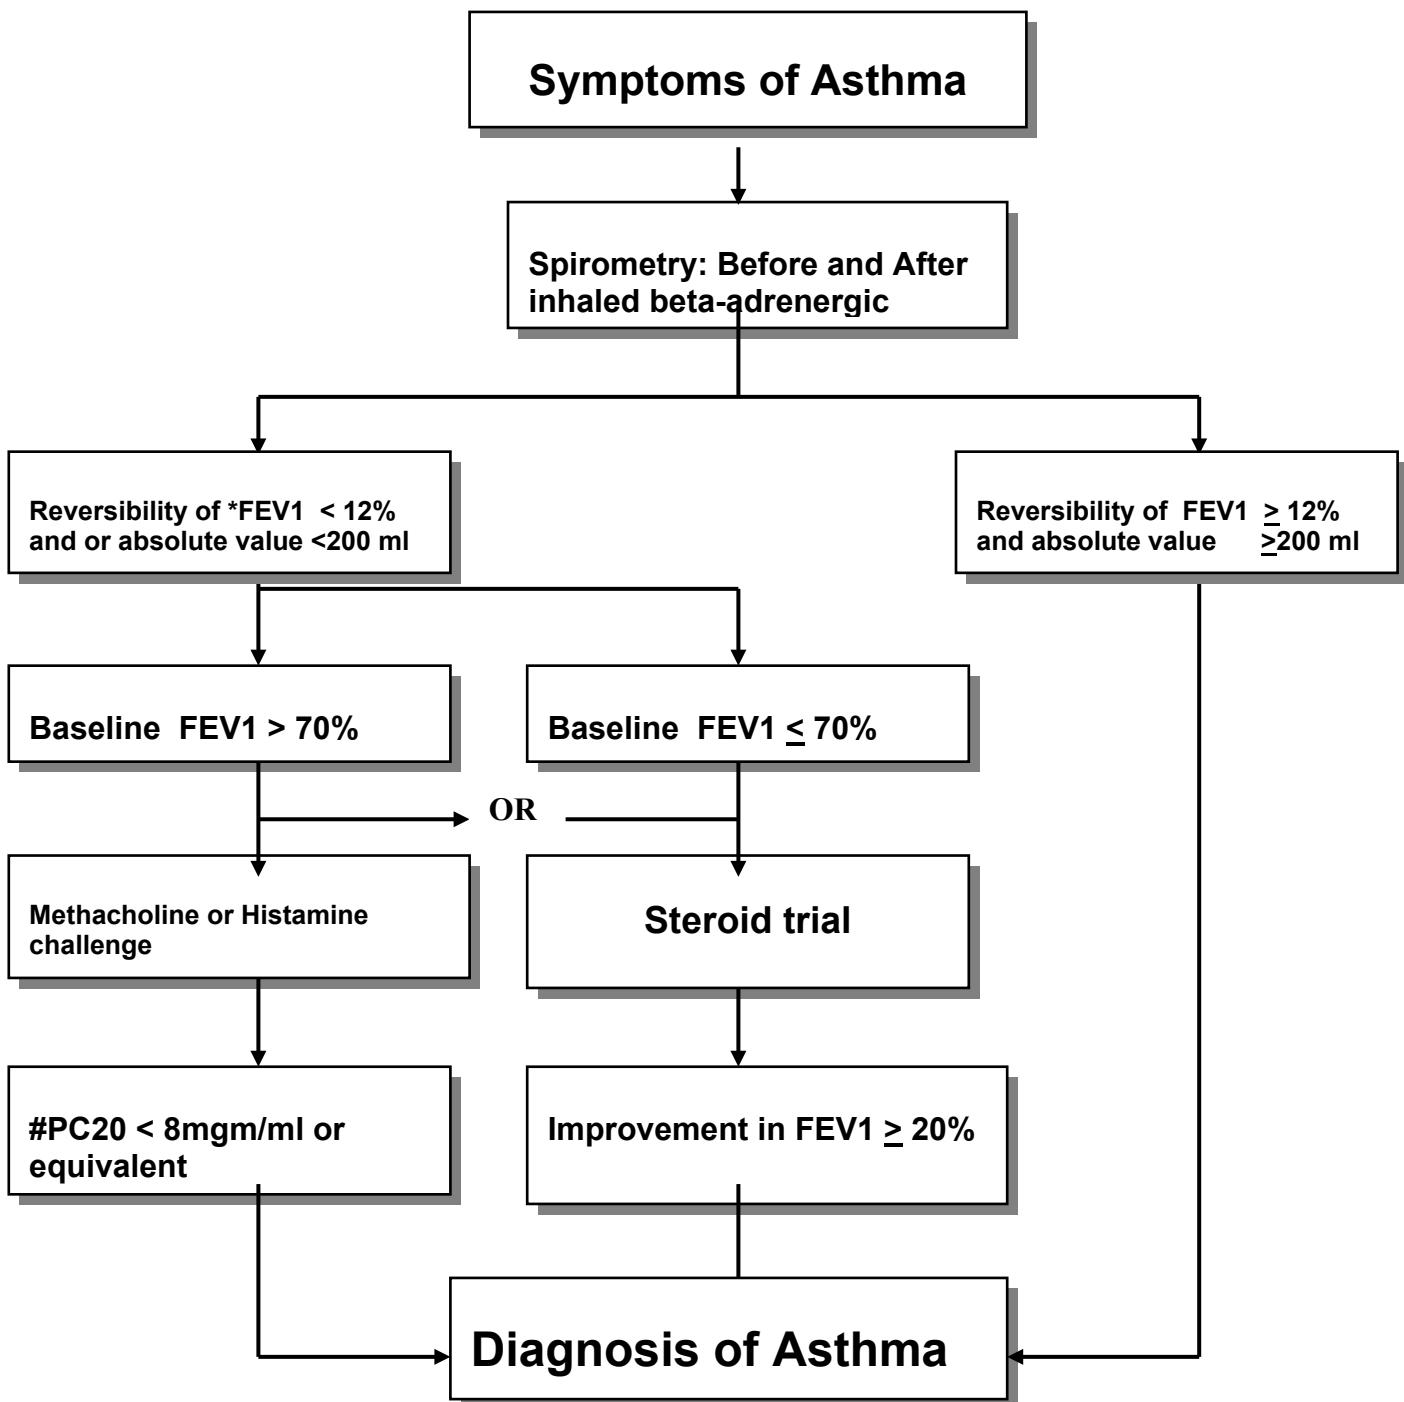 Symptoms of Asthma
Spirometry: Before and After
inhaled beta-adrenergic
Reversibility of *FEV1 < 12%
and or absolute value <200 ml
Reversibility of FEV1 ≥ 12%
and absolute value ≥200 ml
Baseline FEV1 > 70%
Baseline FEV1 ≤ 70%
OR
Methacholine or Histamine
challenge
Steroid trial
#PC20 < 8mgm/ml or
equivalent
Improvement in FEV1 ≥ 20%
Diagnosis of Asthma